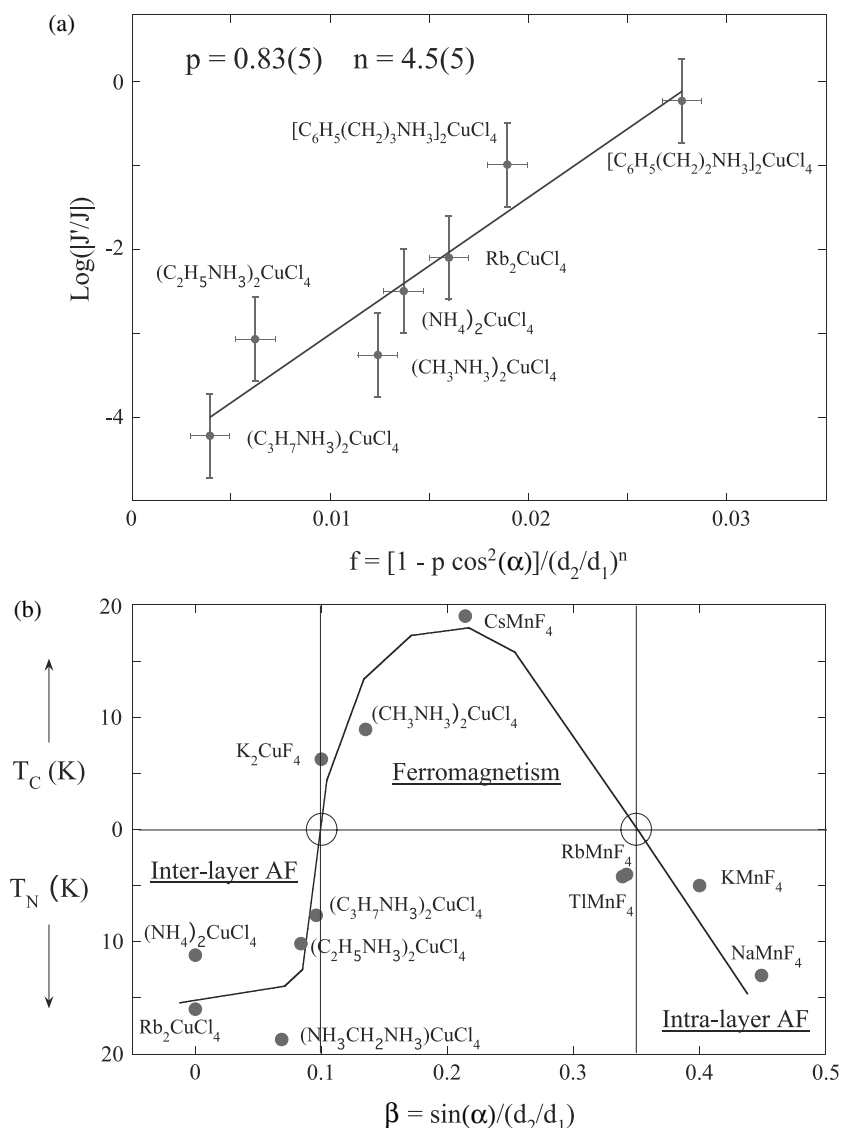 (a)
p = 0.83(5) n = 4.5(5)
0
[C₆H₅(CH₂)₃NH₃]₂CuCl₄
[C₆H₅(CH₂)₂NH₃]₂CuCl₄
Log(|J'/J|)
-2
(C₂H₅NH₃)₂CuCl₄
Rb₂CuCl₄
(NH₄)₂CuCl₄
(CH₃NH₃)₂CuCl₄
-4
(C₃H₇NH₃)₂CuCl₄
0 0.01 0.02 0.03
f = [1 - p cos²(α)]/(d₂/d₁)ⁿ
(b)
20
CsMnF₄
(CH₃NH₃)₂CuCl₄
10
K₂CuF₄
T_C (K)
Ferromagnetism
0
RbMnF₄
Inter-layer AF
KMnF₄
T_N (K)
TlMnF₄
(C₃H₇NH₃)₂CuCl₄
(NH₄)₂CuCl₄
10
(C₂H₅NH₃)₂CuCl₄
NaMnF₄
Rb₂CuCl₄
(NH₃CH₂NH₃)CuCl₄
Intra-layer AF
20
0 0.1 0.2 0.3 0.4 0.5
β = sin(α)/(d₂/d₁)